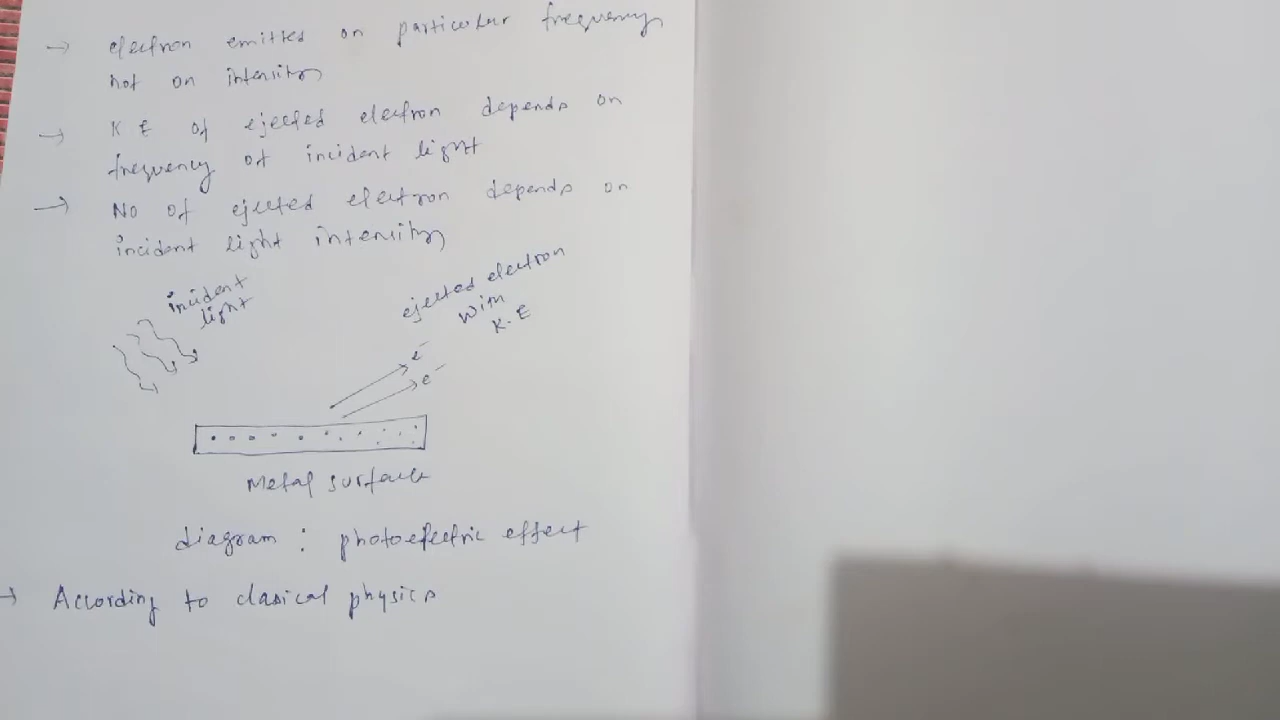 → electron emitted on particular frequency
not on intensity
→ K E of ejected electron depends on
frequency of incident light
→ No of ejected electron depends on
incident light intensity
incident
light
ejected electron
with
K.E
e⁻
e⁻
Metal surface
diagram : photoelectric effect
→ According to clasical physics